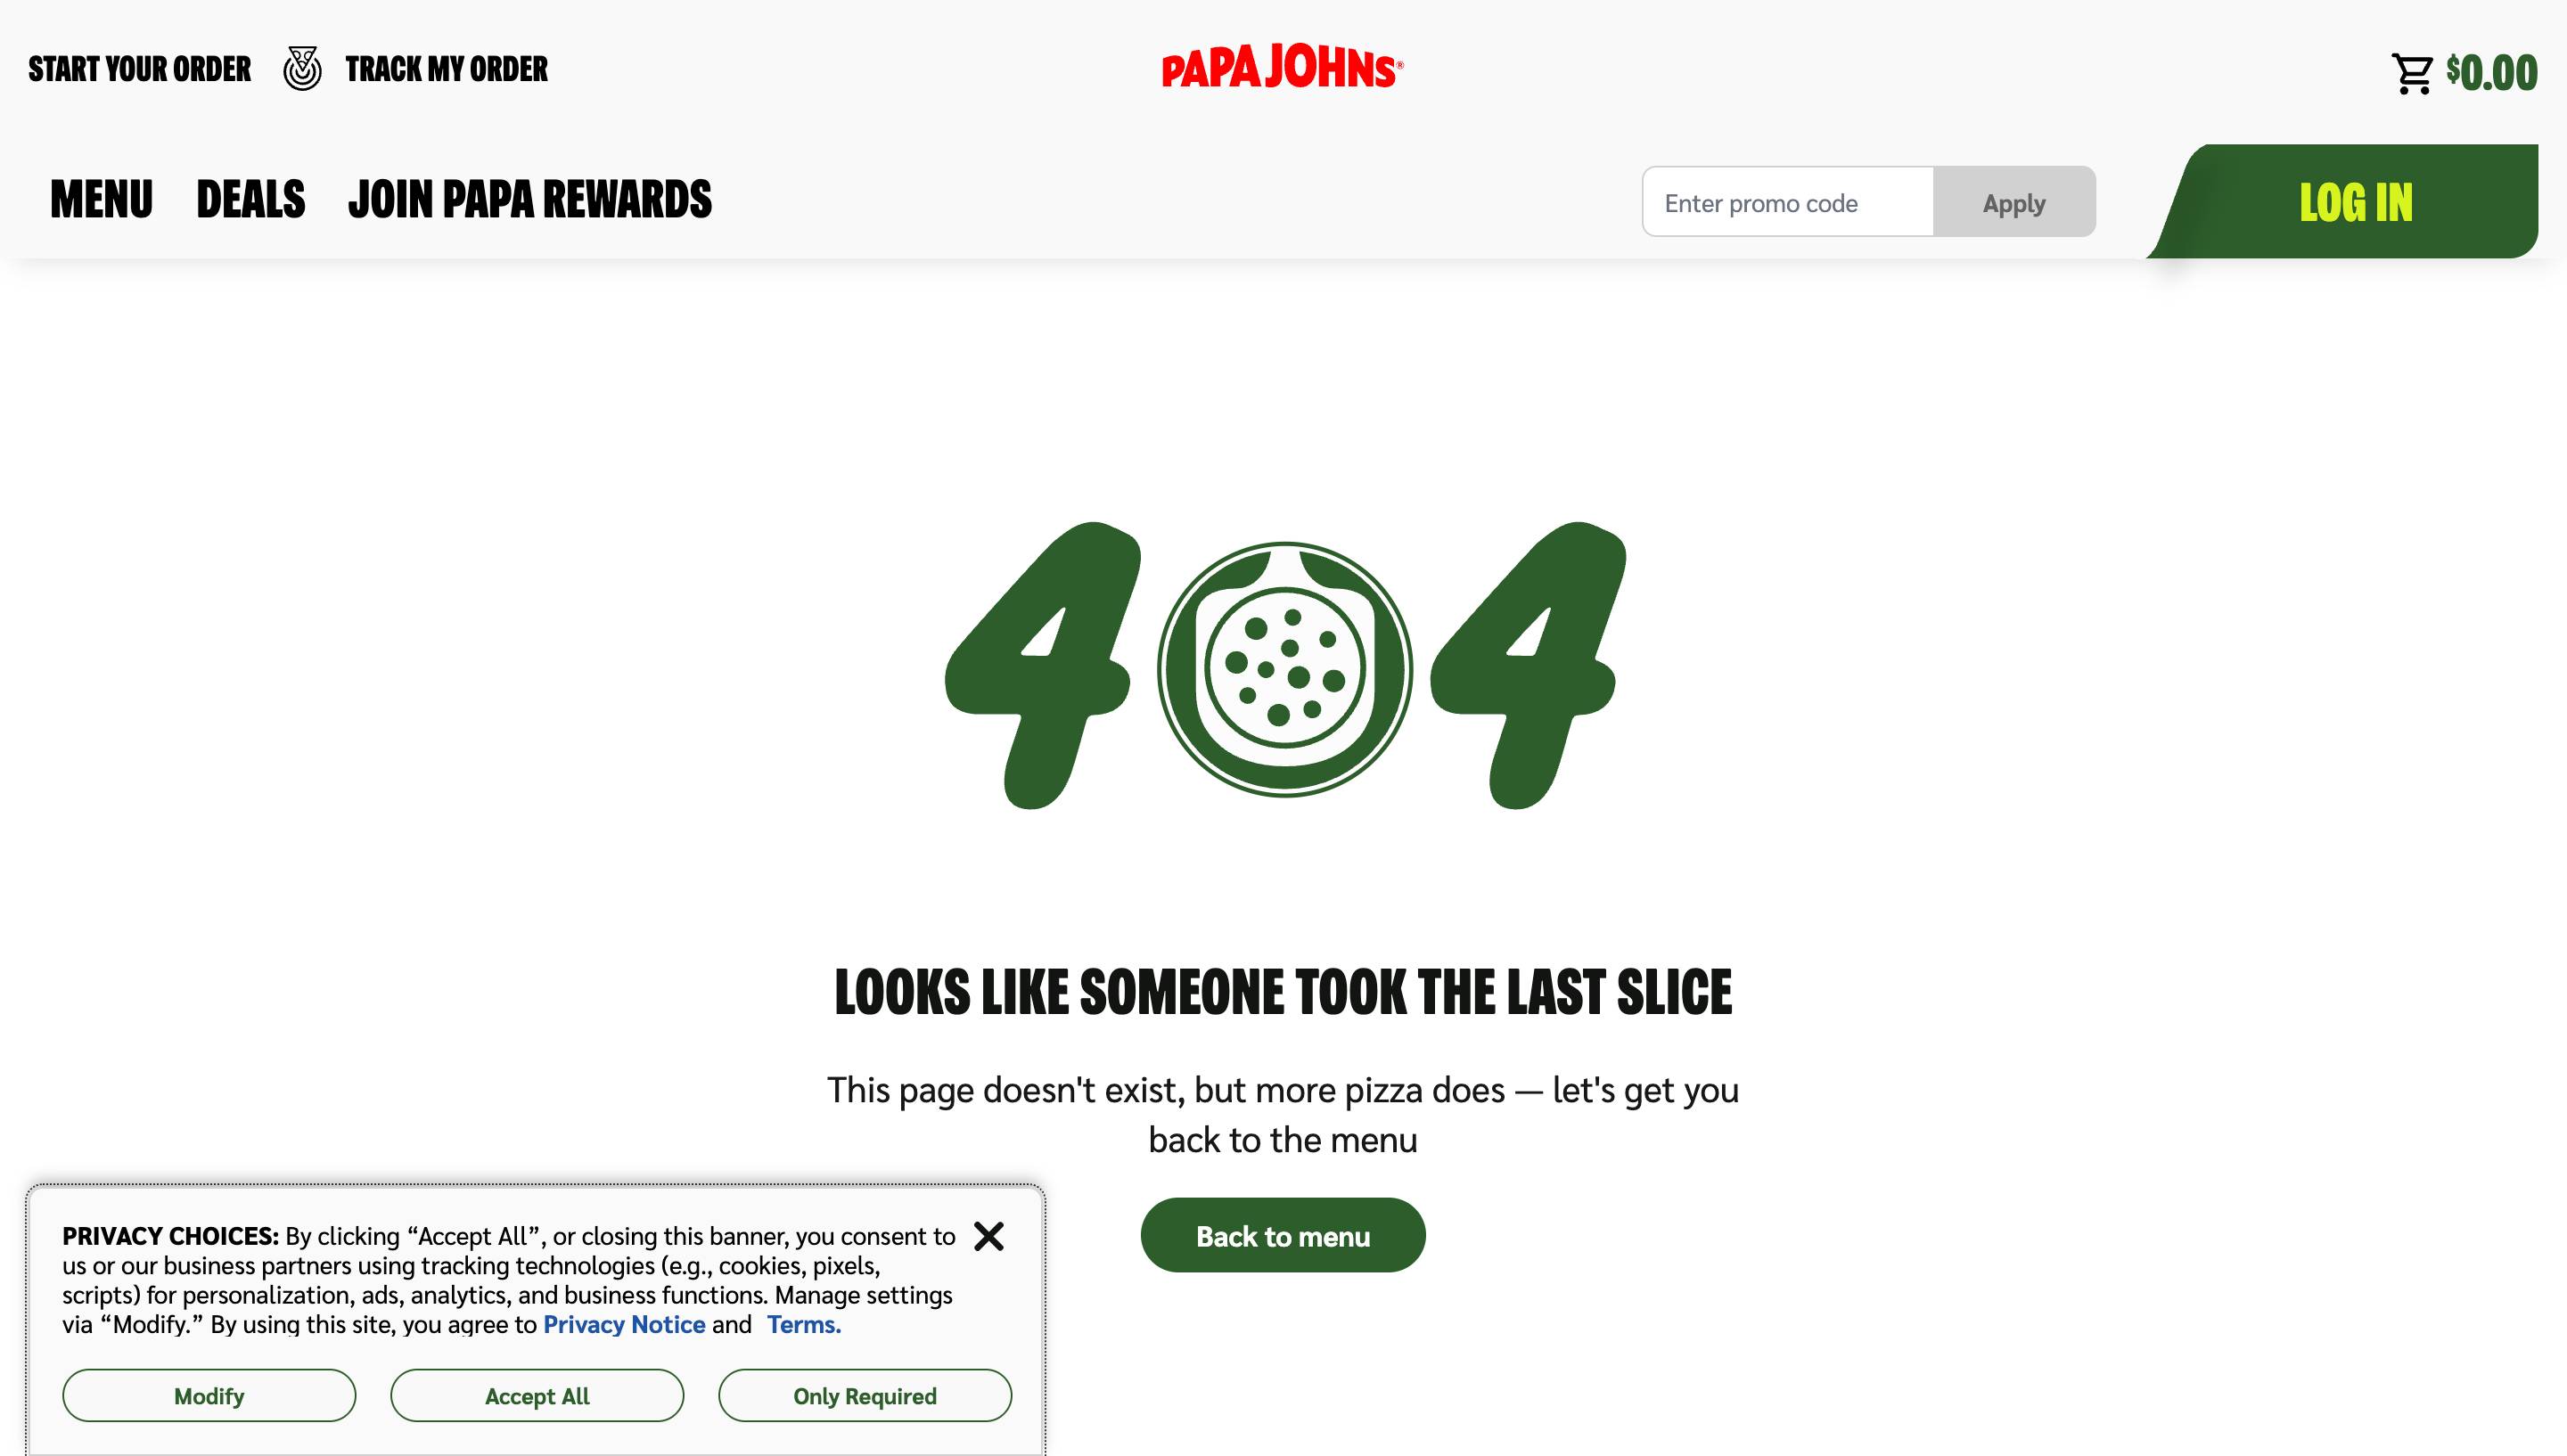 START YOUR ORDER
TRACK MY ORDER
PAPA JOHNS®
$0.00
MENU
DEALS
JOIN PAPA REWARDS
Enter promo code
Apply
LOG IN
404
LOOKS LIKE SOMEONE TOOK THE LAST SLICE
This page doesn't exist, but more pizza does — let's get you
back to the menu
Back to menu
PRIVACY CHOICES: By clicking “Accept All”, or closing this banner, you consent to
us or our business partners using tracking technologies (e.g., cookies, pixels,
scripts) for personalization, ads, analytics, and business functions. Manage settings
via “Modify.” By using this site, you agree to Privacy Notice and Terms.
Modify
Accept All
Only Required